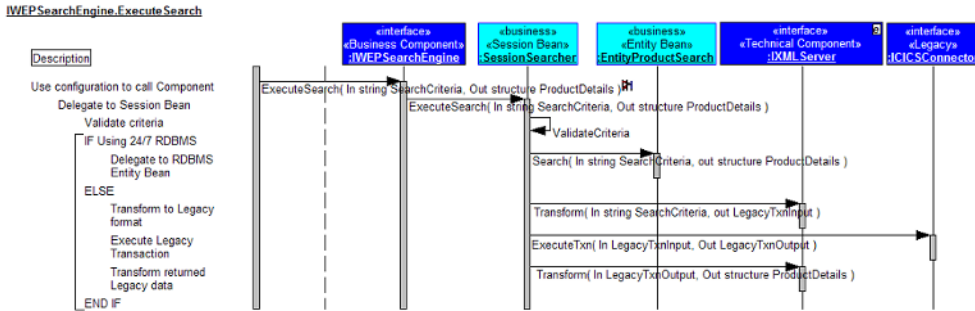 IWEPSearchEngine.ExecuteSearch
«interface»
«Business Component»
:IWEPSearchEngine
«business»
«Session Bean»
:SessionSearcher
«business»
«Entity Bean»
:EntityProductSearch
«interface»
«Technical Component»
:IXMLServer
«interface»
«Legacy»
:ICICSConnector
Description
Use configuration to call Component
ExecuteSearch( In string SearchCriteria, Out structure ProductDetails )
Delegate to Session Bean
ExecuteSearch( In string SearchCriteria, Out structure ProductDetails )
Validate criteria
ValidateCriteria
IF Using 24/7 RDBMS
Delegate to RDBMS
Entity Bean
Search( In string SearchCriteria, out structure ProductDetails )
ELSE
Transform to Legacy
format
Transform( In string SearchCriteria, out LegacyTxnInput )
Execute Legacy
Transaction
ExecuteTxn( In LegacyTxnInput, Out LegacyTxnOutput )
Transform returned
Legacy data
Transform( In LegacyTxnOutput, Out structure ProductDetails )
END IF